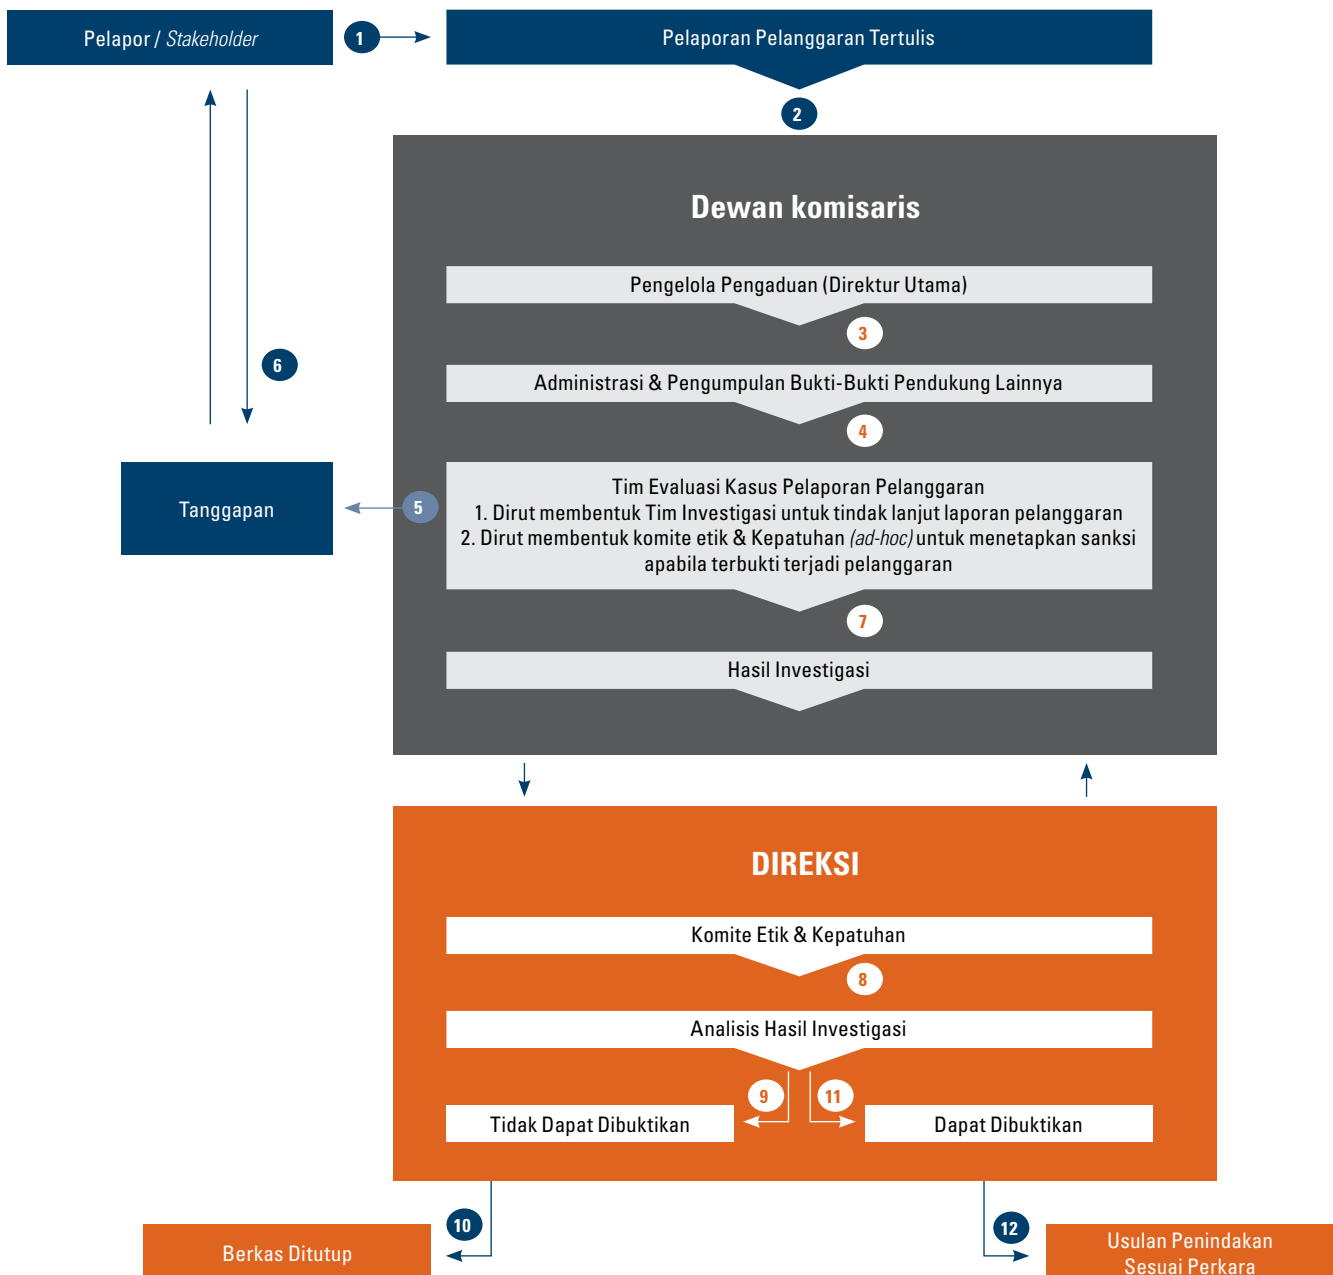 Pelapor / Stakeholder
1
Pelaporan Pelanggaran Tertulis
2
Dewan komisaris
Pengelola Pengaduan (Direktur Utama)
3
6
Administrasi & Pengumpulan Bukti-Bukti Pendukung Lainnya
4
Tanggapan
5
Tim Evaluasi Kasus Pelaporan Pelanggaran
1. Dirut membentuk Tim Investigasi untuk tindak lanjut laporan pelanggaran
2. Dirut membentuk komite etik & Kepatuhan (ad-hoc) untuk menetapkan sanksi
apabila terbukti terjadi pelanggaran
7
Hasil Investigasi
DIREKSI
Komite Etik & Kepatuhan
8
Analisis Hasil Investigasi
9
11
Tidak Dapat Dibuktikan
Dapat Dibuktikan
10
12
Berkas Ditutup
Usulan Penindakan
Sesuai Perkara